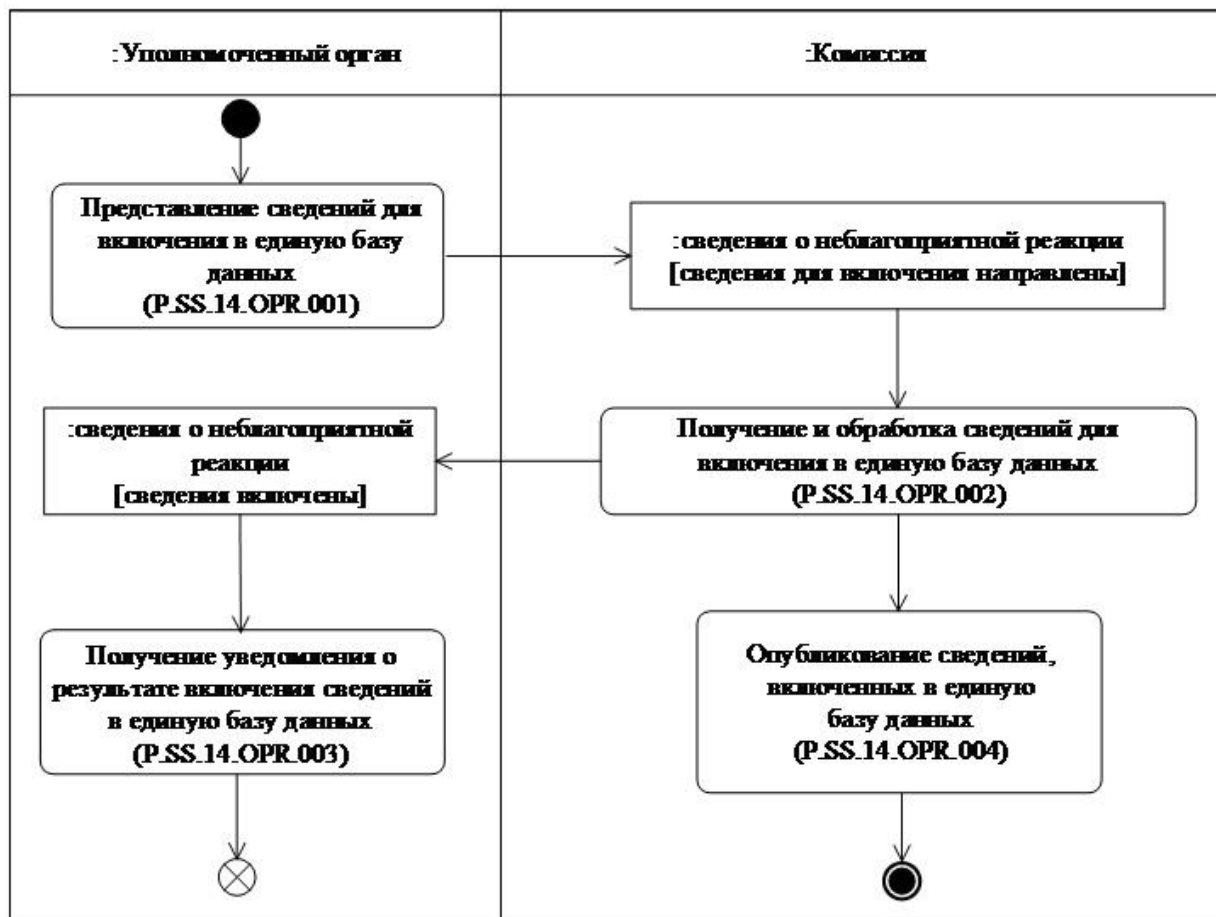 :Уполномоченный орган
:Комиссия
Представление сведений для
включения в единую базу
данных
(P.SS.14.OPR.001)
:сведения о неблагоприятной реакции
[сведения для включения направлены]
:сведения о неблагоприятной
реакции
[сведения включены]
Получение и обработка сведений для
включения в единую базу данных
(P.SS.14.OPR.002)
Получение уведомления о
результате включения сведений
в единую базу данных
(P.SS.14.OPR.003)
Опубликование сведений,
включенных в единую
базу данных
(P.SS.14.OPR.004)